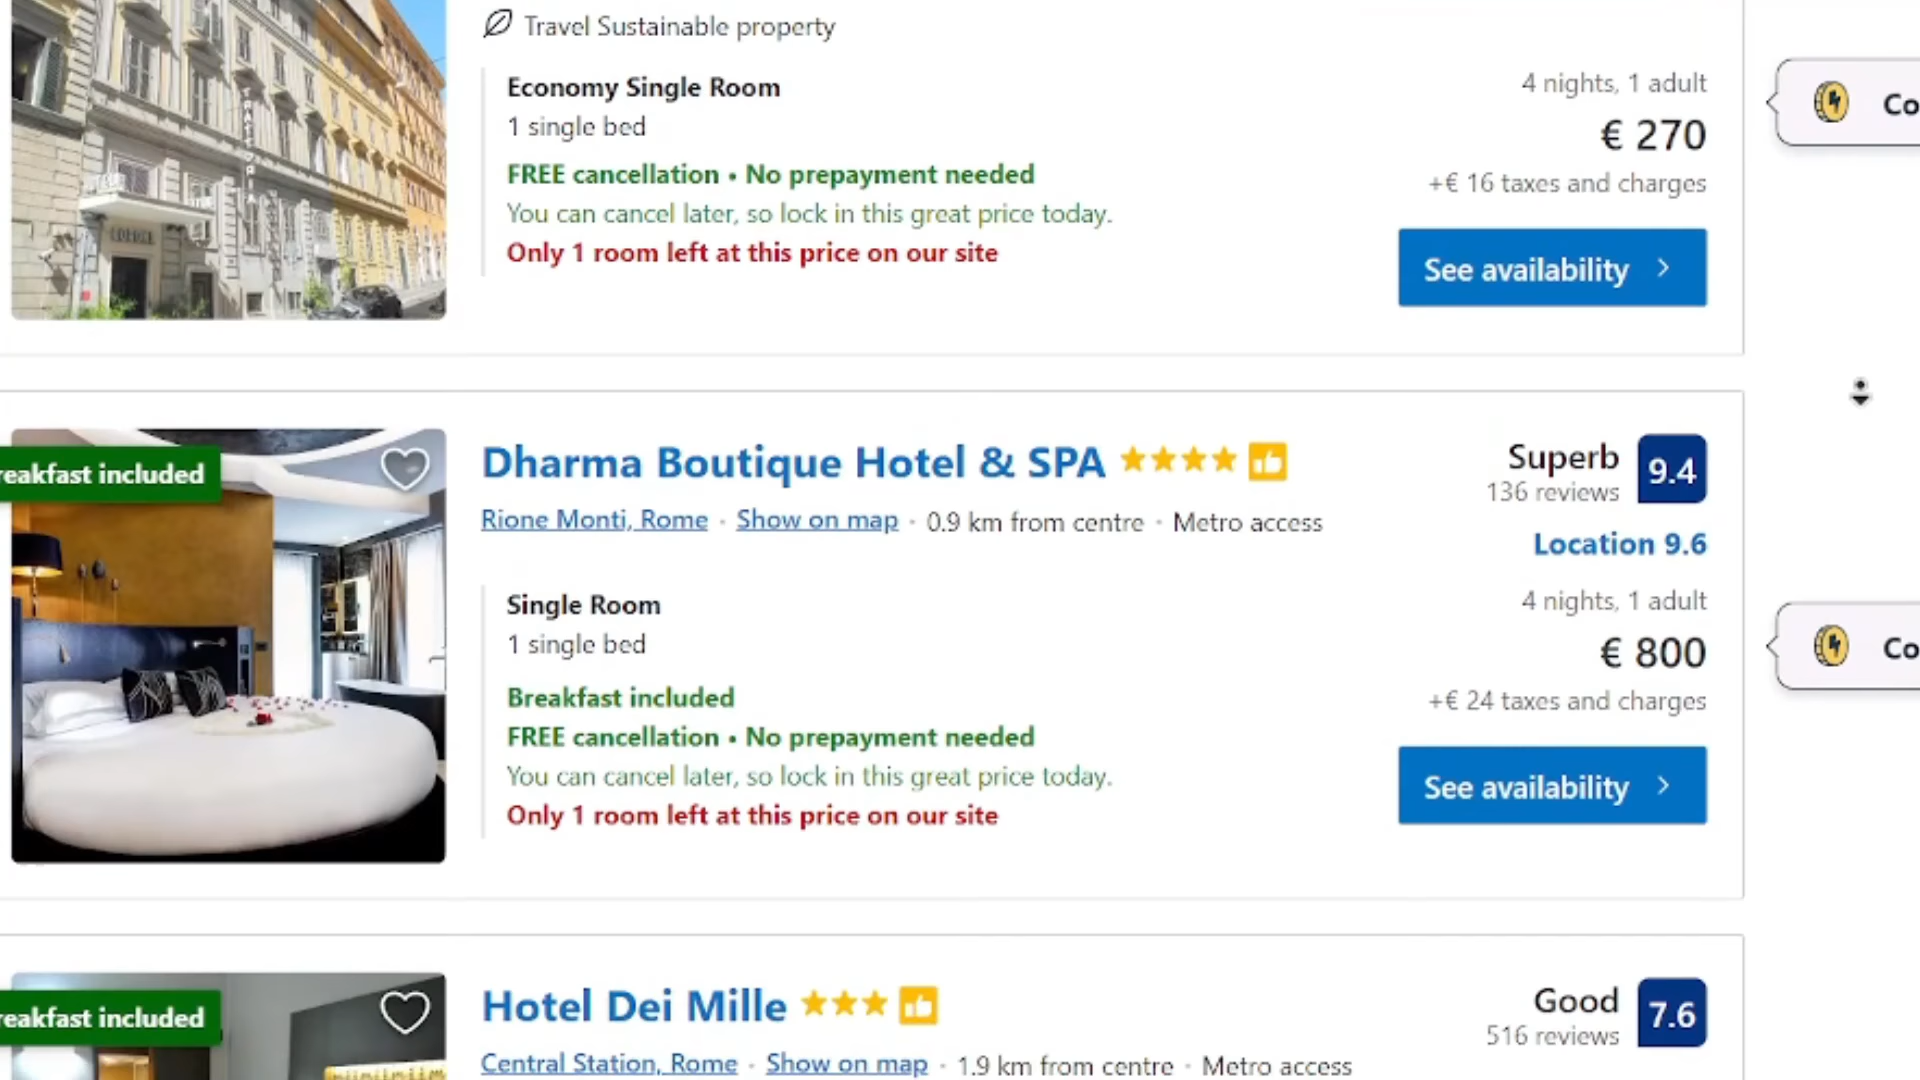 Travel Sustainable property
Economy Single Room
1 single bed
FREE cancellation • No prepayment needed
You can cancel later, so lock in this great price today.
Only 1 room left at this price on our site
4 nights, 1 adult
€ 270
+€ 16 taxes and charges
See availability
Co
reakfast included
Dharma Boutique Hotel & SPA
Rione Monti, Rome · Show on map · 0.9 km from centre · Metro access
Superb 9.4
136 reviews
Location 9.6
Single Room
1 single bed
Breakfast included
FREE cancellation • No prepayment needed
You can cancel later, so lock in this great price today.
Only 1 room left at this price on our site
4 nights, 1 adult
€ 800
+€ 24 taxes and charges
See availability
Co
reakfast included
Hotel Dei Mille
Central Station, Rome · Show on map · 1.9 km from centre · Metro access
Good 7.6
516 reviews